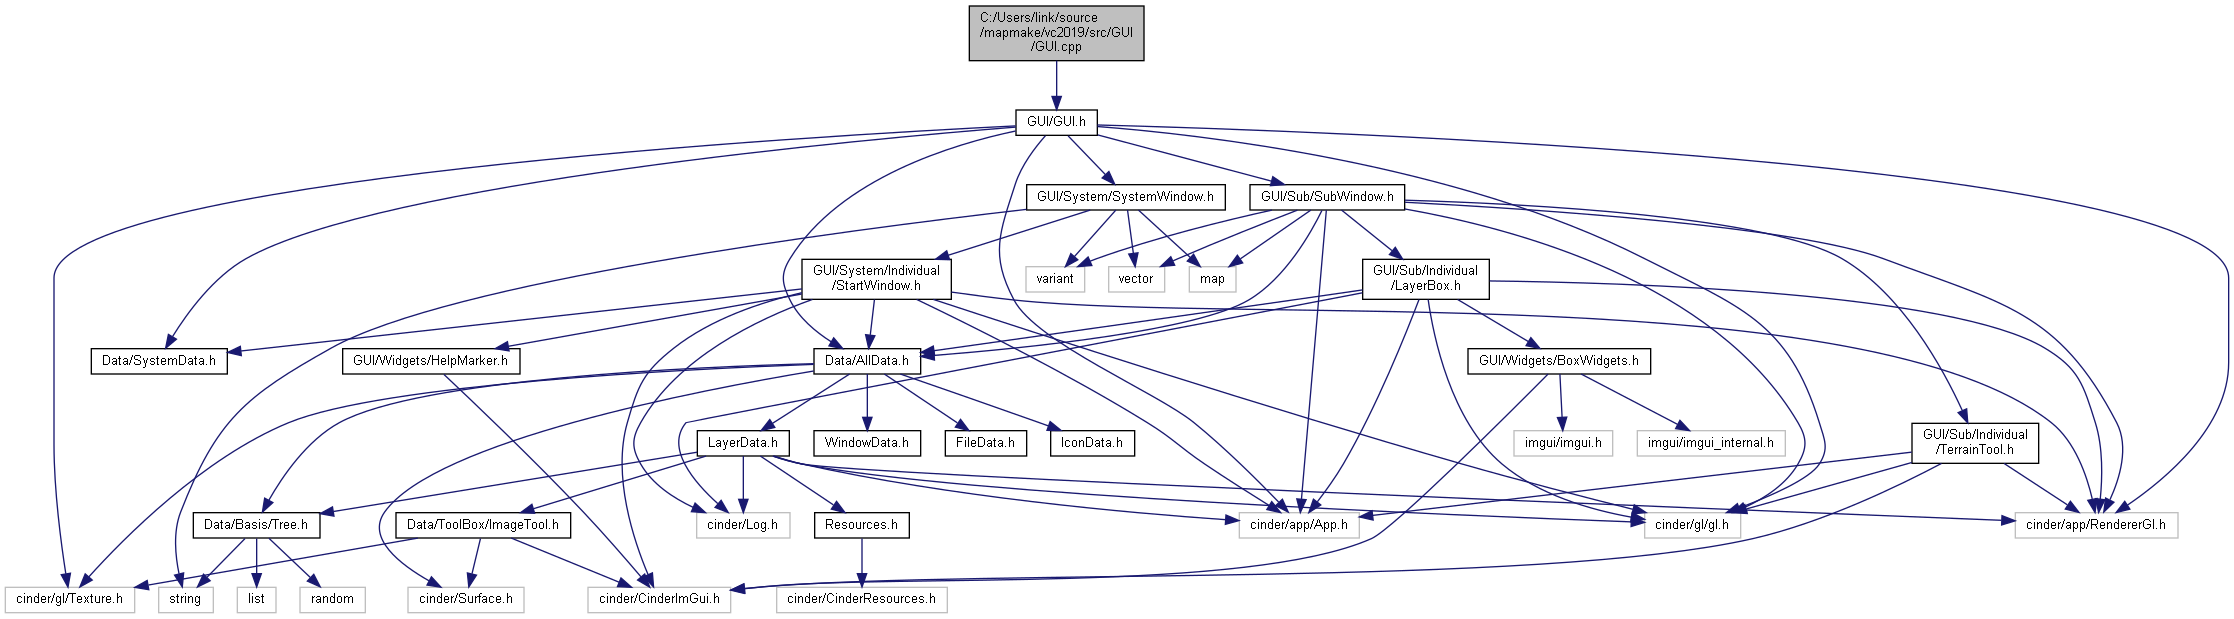 C:/Users/link/source
/mapmake/vc2019/src/GUI
/GUI.cpp
GUI/GUI.h
GUI/System/SystemWindow.h
GUI/Sub/SubWindow.h
GUI/System/Individual
/StartWindow.h
variant
vector
map
GUI/Sub/Individual
/LayerBox.h
Data/SystemData.h
GUI/Widgets/HelpMarker.h
Data/AllData.h
GUI/Widgets/BoxWidgets.h
LayerData.h
WindowData.h
FileData.h
IconData.h
imgui/imgui.h
imgui/imgui_internal.h
GUI/Sub/Individual
/TerrainTool.h
Data/Basis/Tree.h
Data/ToolBox/ImageTool.h
cinder/Log.h
Resources.h
cinder/app/App.h
cinder/gl/gl.h
cinder/app/RendererGl.h
cinder/gl/Texture.h
string
list
random
cinder/Surface.h
cinder/CinderImGui.h
cinder/CinderResources.h